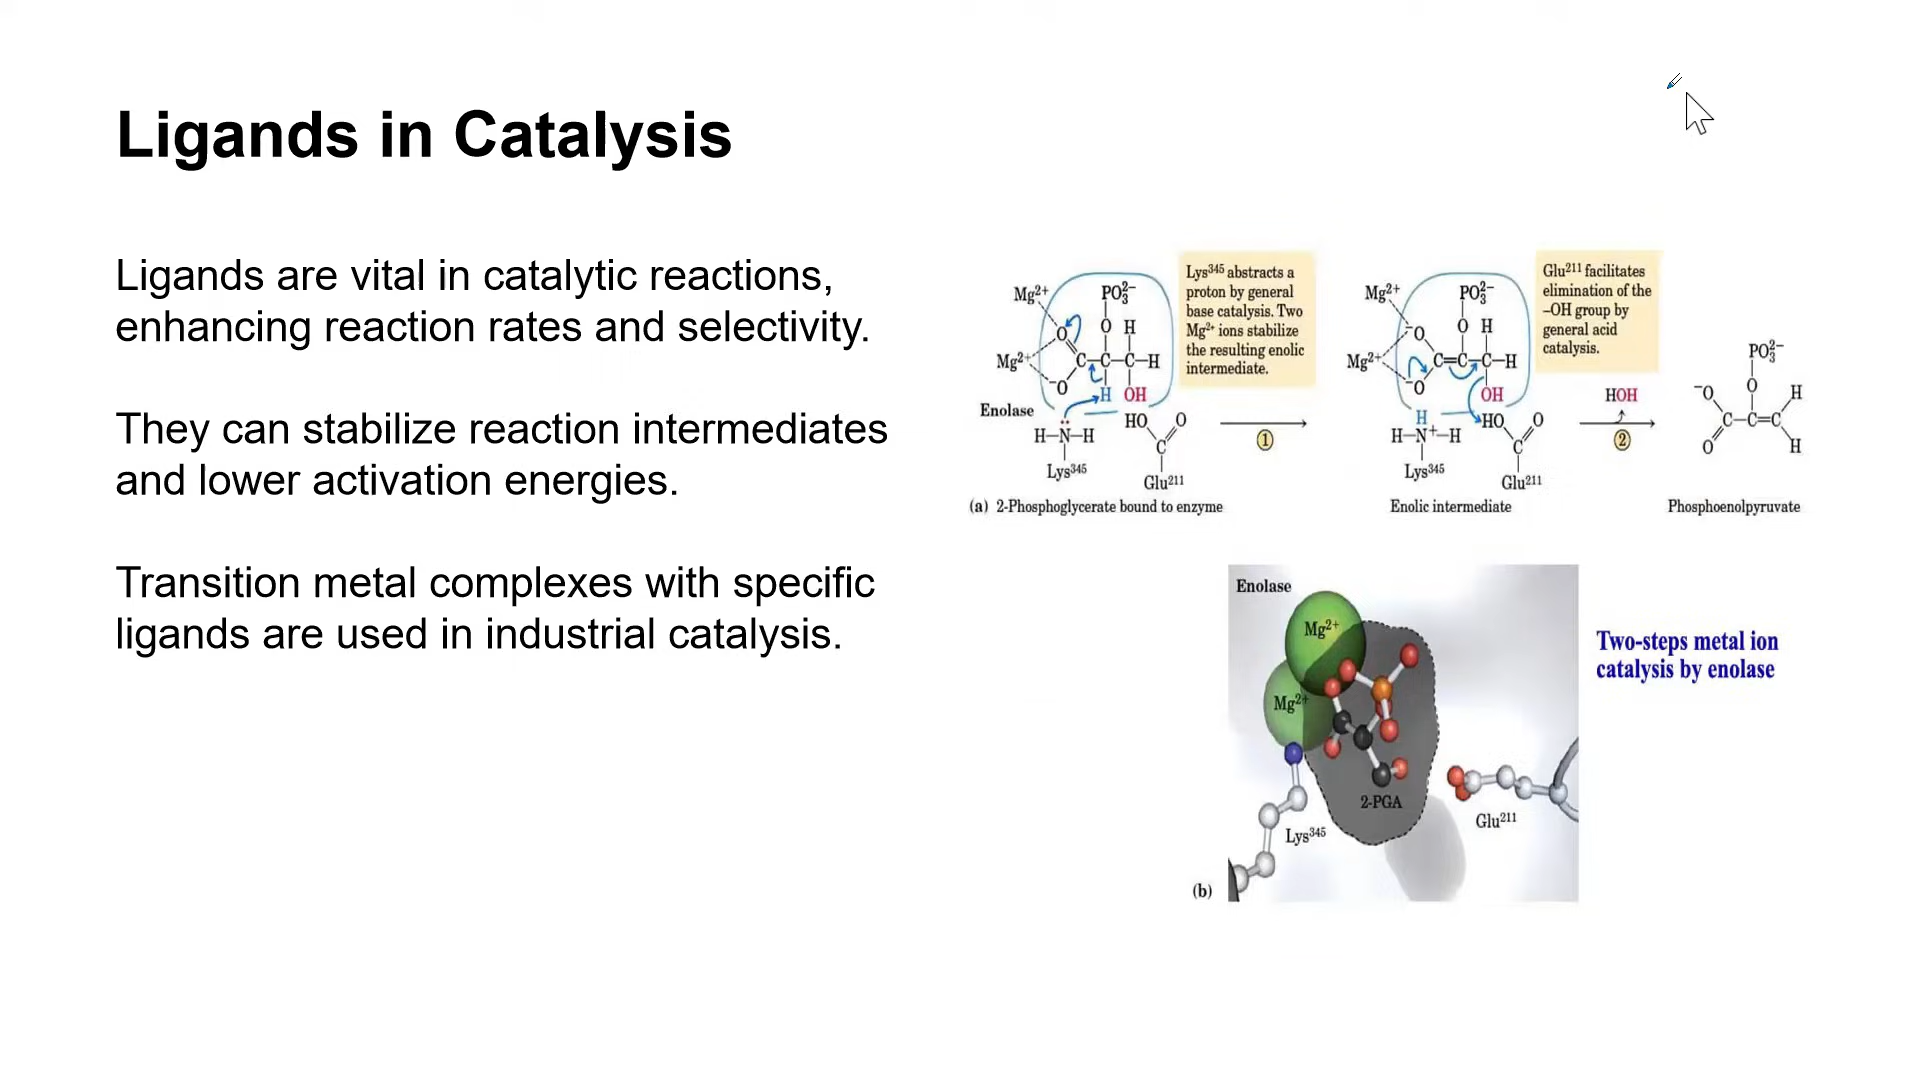 Ligands in Catalysis
Ligands are vital in catalytic reactions,
enhancing reaction rates and selectivity.
They can stabilize reaction intermediates
and lower activation energies.
Transition metal complexes with specific
ligands are used in industrial catalysis.
Mg²⁺
PO₃²⁻
O H
Mg²⁺
O
C–C–C–H
⁻O
H OH
Enolase
HO O
H–N–H
C
Lys³⁴⁵
Glu²¹¹
(a) 2-Phosphoglycerate bound to enzyme
Lys³⁴⁵ abstracts a
proton by general
base catalysis. Two
Mg²⁺ ions stabilize
the resulting enolic
intermediate.
1
Mg²⁺
PO₃²⁻
⁻O
O H
Mg²⁺
C=C–C–H
⁻O
OH
H
HO O
H–N⁺–H
C
Lys³⁴⁵
Glu²¹¹
Enolic intermediate
Glu²¹¹ facilitates
elimination of the
–OH group by
general acid
catalysis.
HOH
2
PO₃²⁻
⁻O O H
C–C=C
O H
Phosphoenolpyruvate
Enolase
Mg²⁺
Mg²⁺
2-PGA
Lys³⁴⁵
Glu²¹¹
(b)
Two-steps metal ion
catalysis by enolase